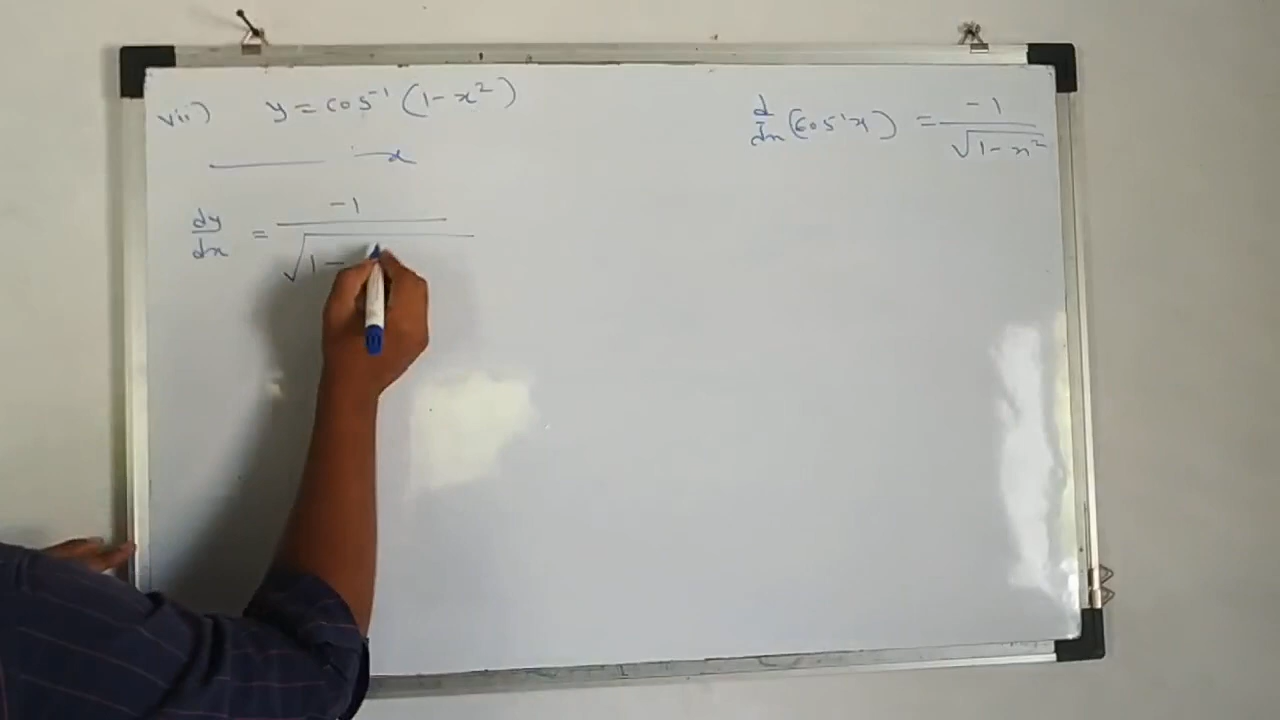 vii) y = cos⁻¹ (1 - x²)
d/dx (cos⁻¹x) = -1/√(1 - x²)
x
dy/dx = -1/√(1 -